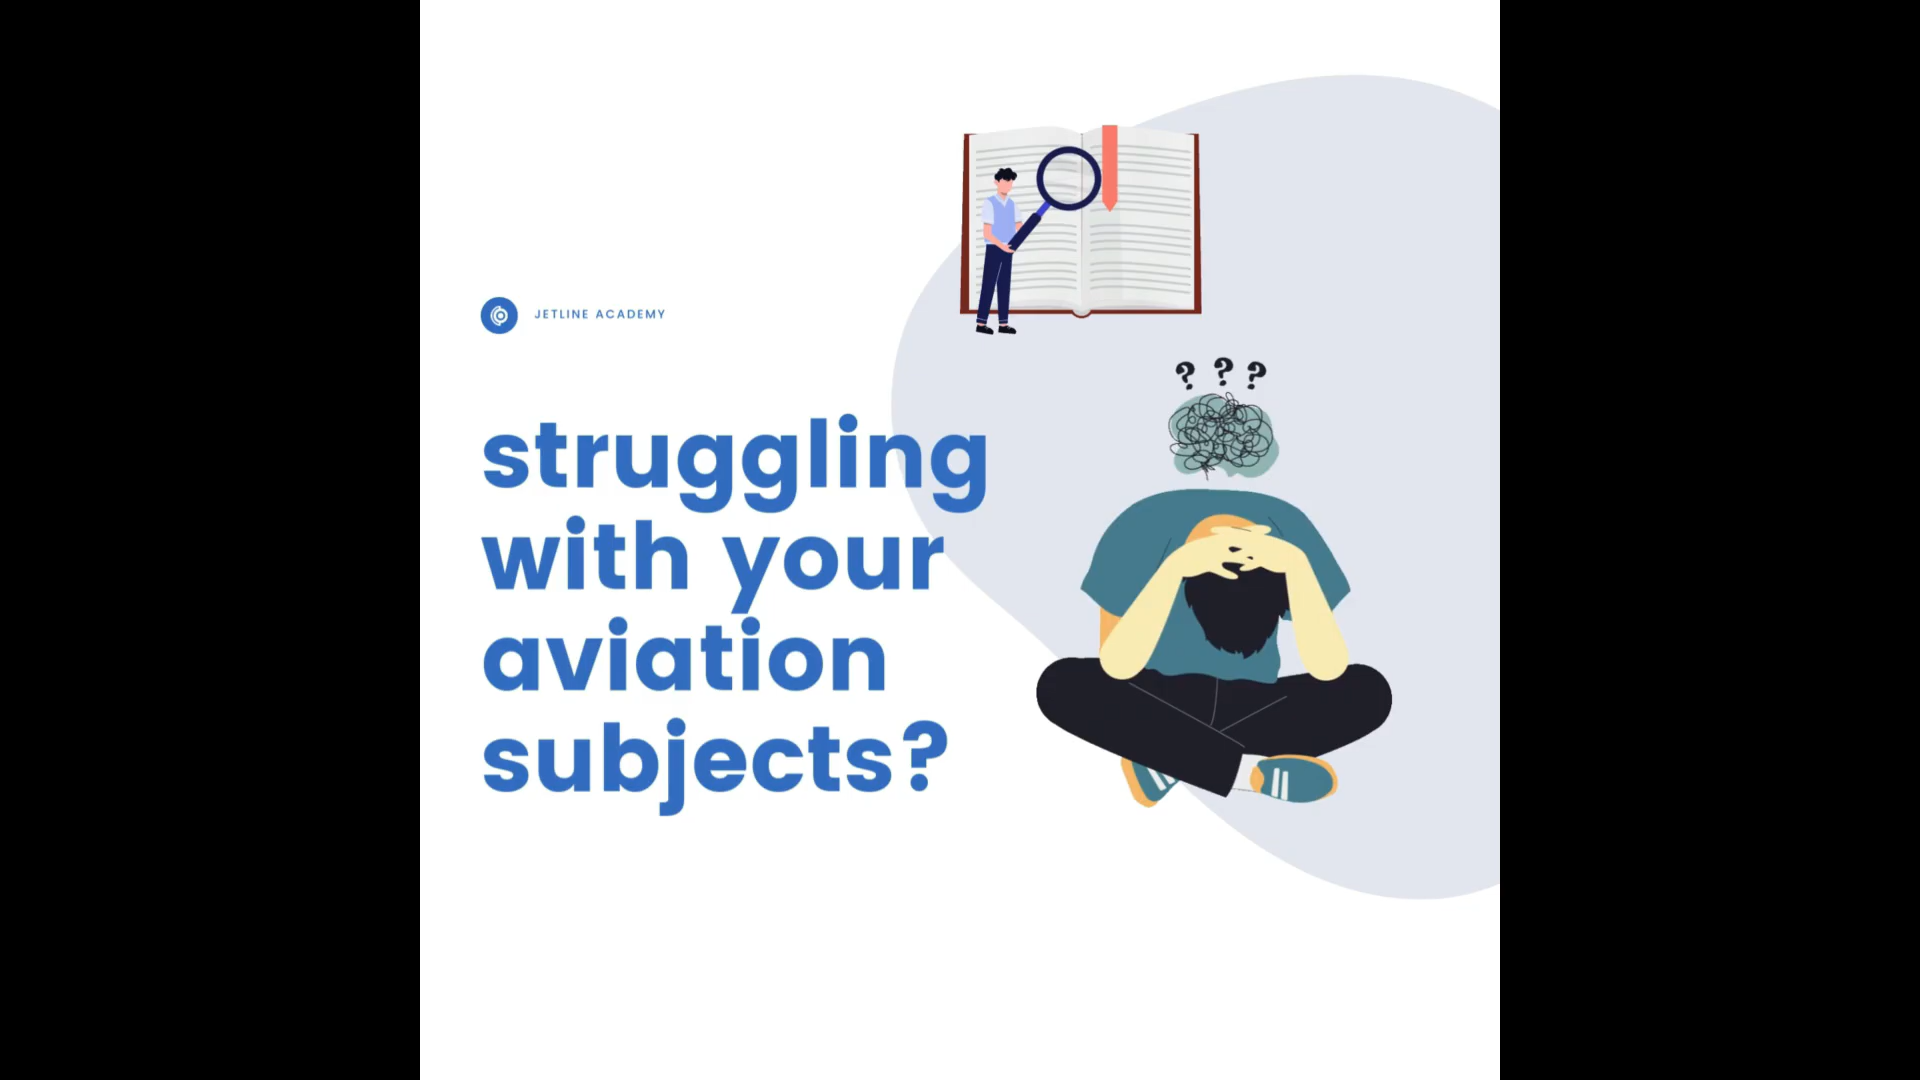 JETLINE ACADEMY
? ? ?
struggling
with your
aviation
subjects?